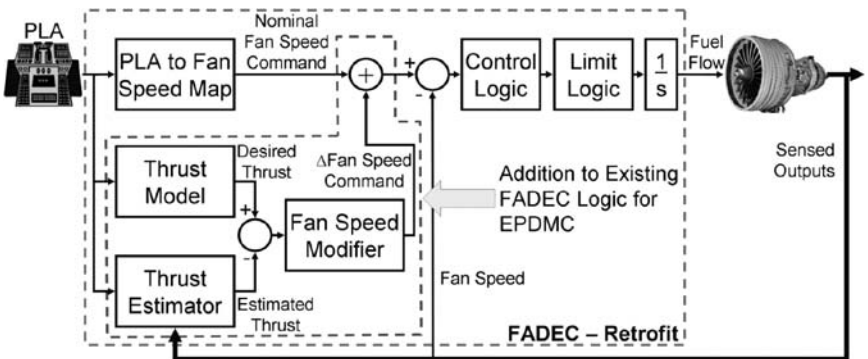 PLA
Nominal
Fan Speed
Command
PLA to Fan
Speed Map
+
+
-
Control
Logic
Limit
Logic
1
s
Fuel
Flow
Sensed
Outputs
Thrust
Model
Desired
Thrust
ΔFan Speed
Command
+
-
Fan Speed
Modifier
Addition to Existing
FADEC Logic for
EPDMC
Thrust
Estimator
Estimated
Thrust
Fan Speed
FADEC – Retrofit